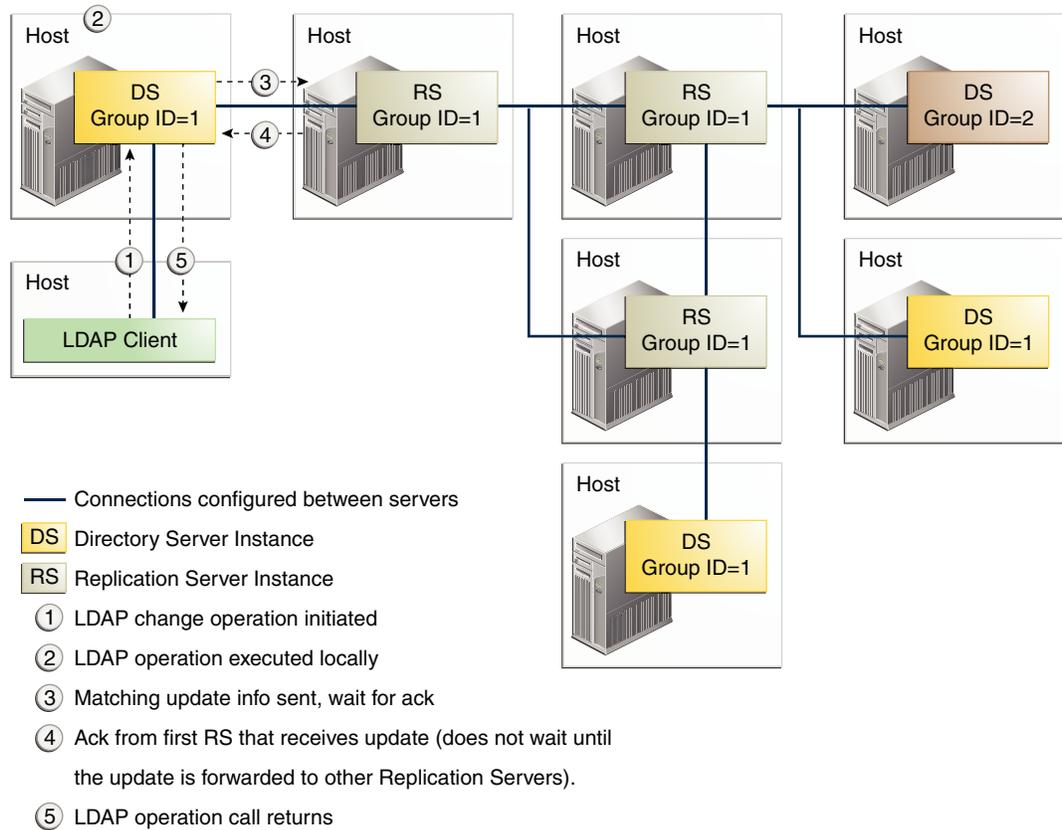 2
Host
Host
Host
Host
DS
Group ID=1
3
RS
Group ID=1
RS
Group ID=1
DS
Group ID=2
4
1
5
Host
LDAP Client
Host
RS
Group ID=1
Host
DS
Group ID=1
Host
DS
Group ID=1
Connections configured between servers
DS Directory Server Instance
RS Replication Server Instance
1 LDAP change operation initiated
2 LDAP operation executed locally
3 Matching update info sent, wait for ack
4 Ack from first RS that receives update (does not wait until
the update is forwarded to other Replication Servers).
5 LDAP operation call returns